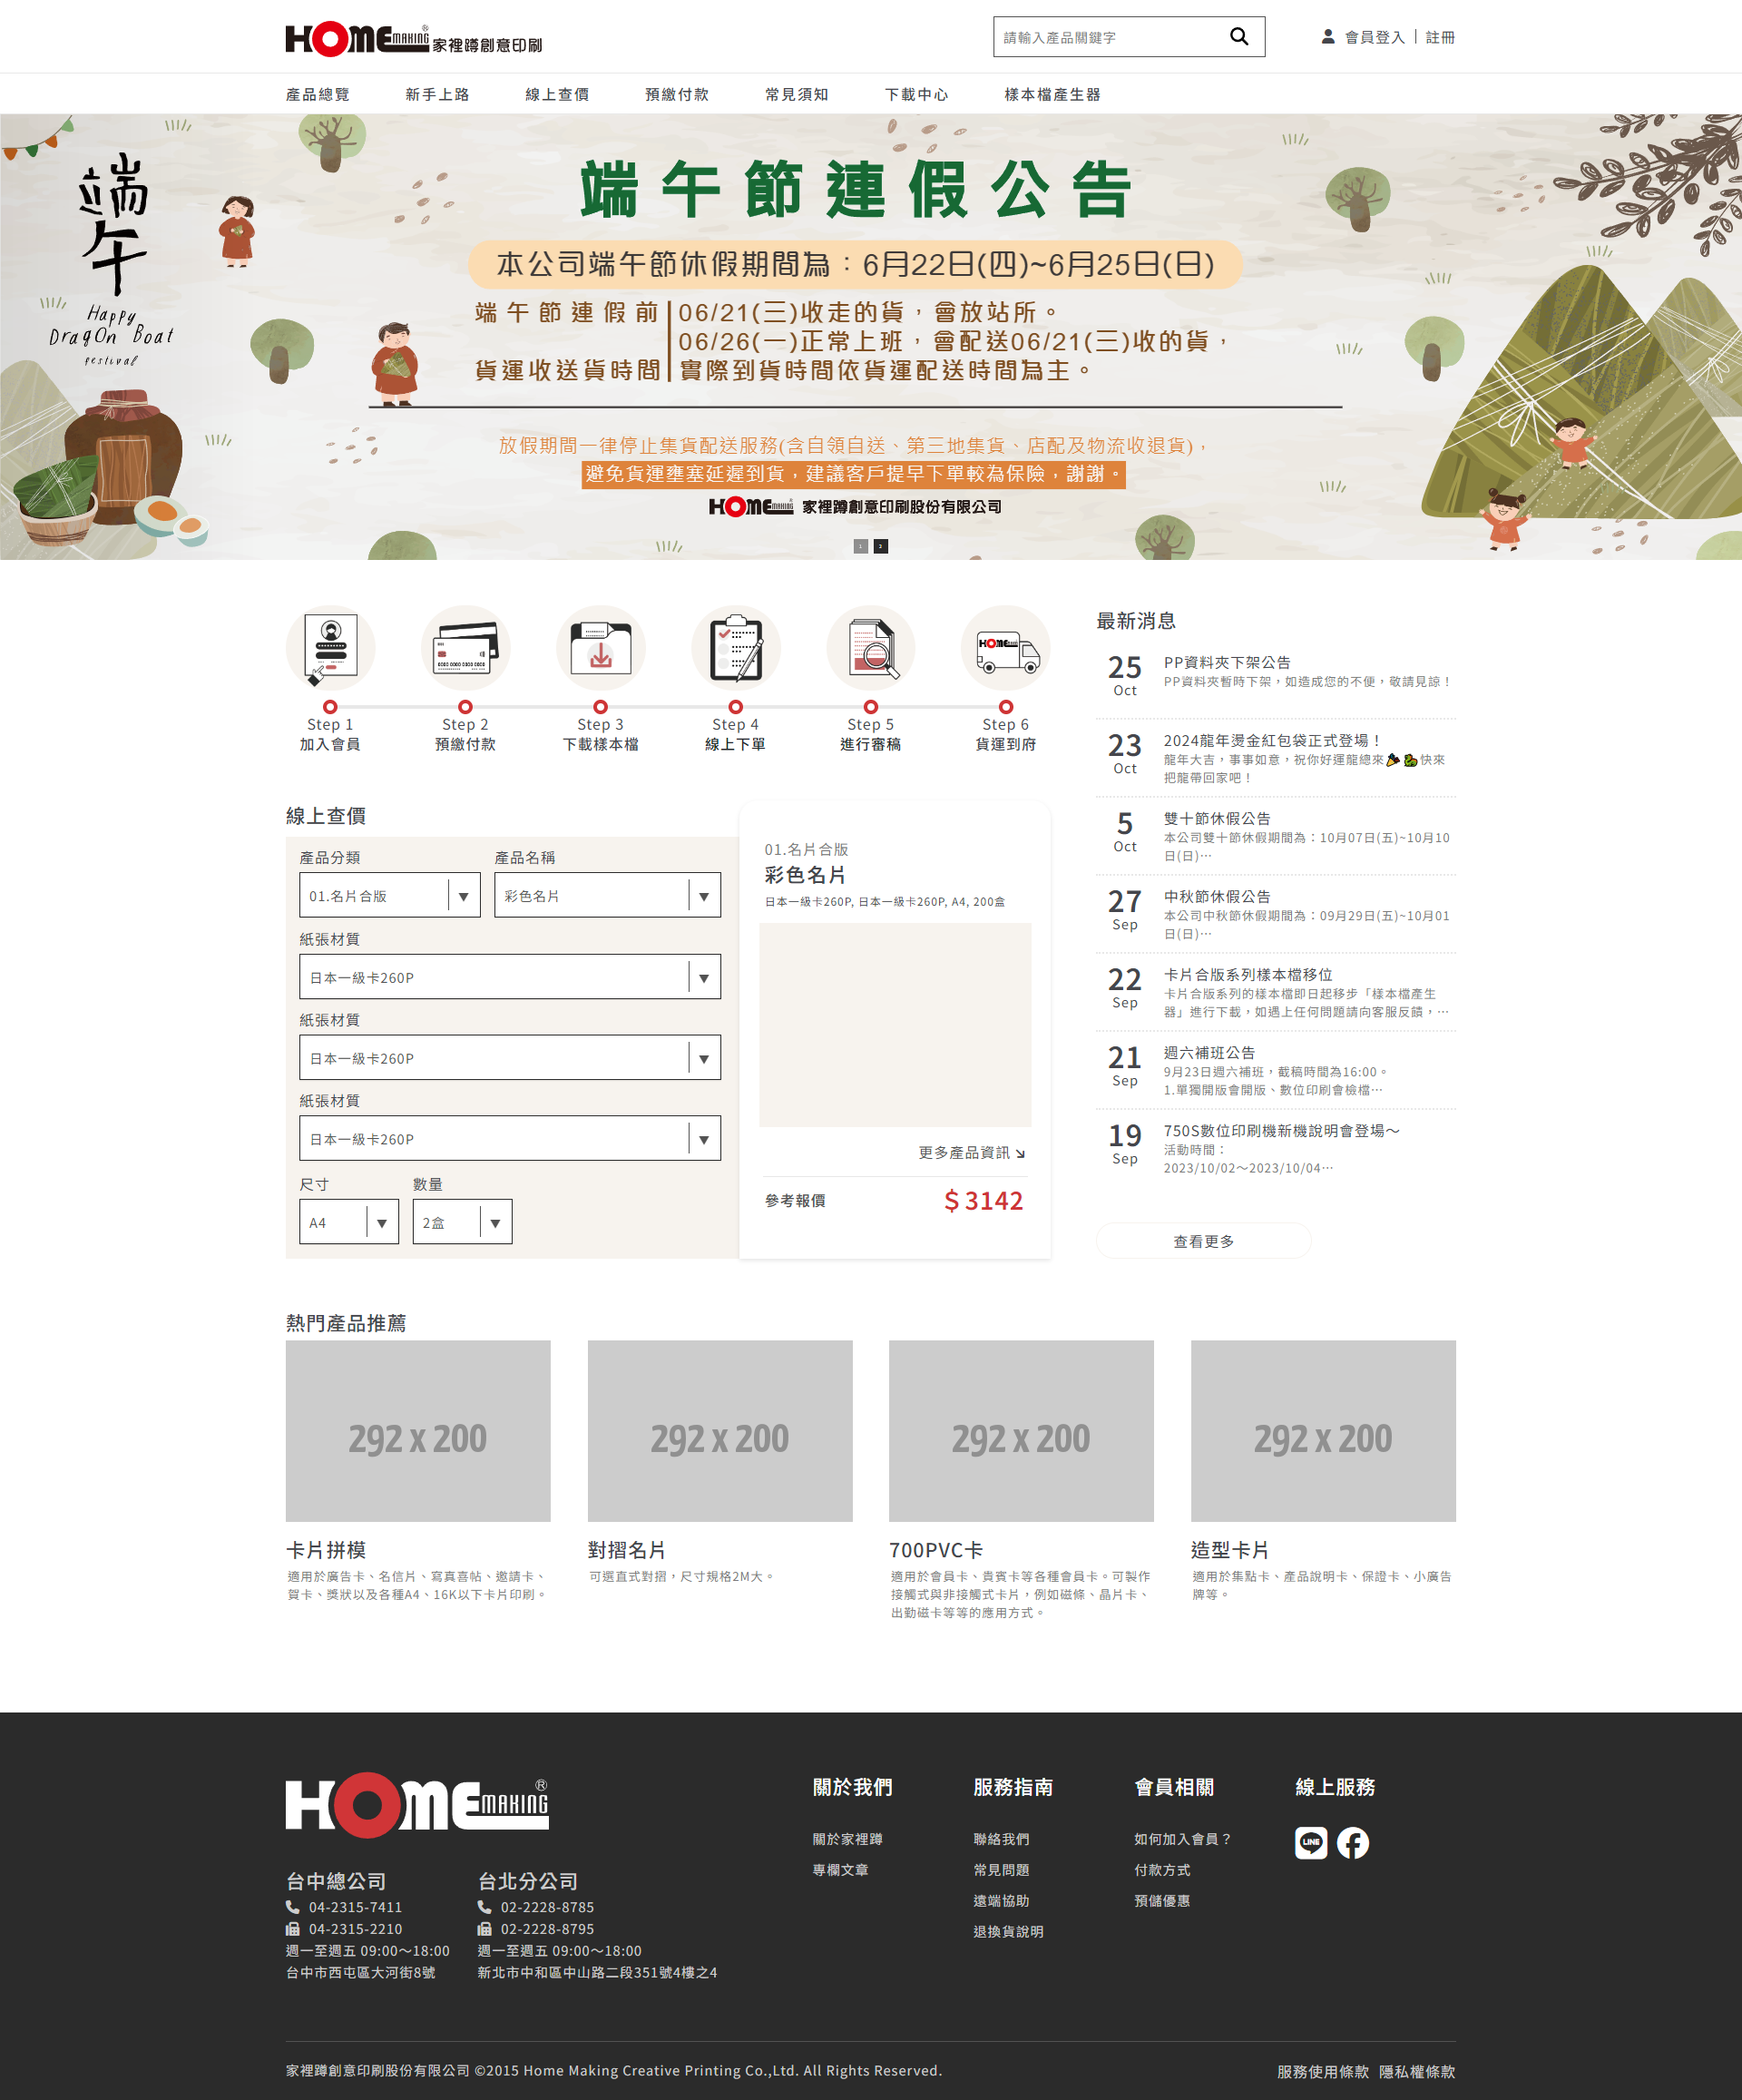 HOMEMAKING® 家裡蹲創意印刷
請輸入產品關鍵字
會員登入 | 註冊
產品總覽 新手上路 線上查價 預繳付款 常見須知 下載中心 樣本檔產生器
端午
Happy
DragOn Boat
festival
端午節連假公告
本公司端午節休假期間為：6月22日(四)~6月25日(日)
端午節連假前
貨運收送貨時間
06/21(三)收走的貨，會放站所。
06/26(一)正常上班，會配送06/21(三)收的貨，
實際到貨時間依貨運配送時間為主。
放假期間一律停止集貨配送服務(含自領自送、第三地集貨、店配及物流收退貨)，
避免貨運壅塞延遲到貨，建議客戶提早下單較為保險，謝謝。
HOMEMAKING 家裡蹲創意印刷股份有限公司
1 2
HOME
Step 1 Step 2 Step 3 Step 4 Step 5 Step 6
加入會員 預繳付款 下載樣本檔 線上下單 進行審稿 貨運到府
線上查價
產品分類 產品名稱
01.名片合版 ▼ 彩色名片 ▼
紙張材質
日本一級卡260P ▼
紙張材質
日本一級卡260P ▼
紙張材質
日本一級卡260P ▼
尺寸 數量
A4 ▼ 2盒 ▼
01.名片合版
彩色名片
日本一級卡260P, 日本一級卡260P, A4, 200盒
更多產品資訊
參考報價 $3142
最新消息
25
Oct
PP資料夾下架公告
PP資料夾暫時下架，如造成您的不便，敬請見諒！
23
Oct
2024龍年燙金紅包袋正式登場！
龍年大吉，事事如意，祝你好運龍總來🎉🐲快來
把龍帶回家吧！
5
Oct
雙十節休假公告
本公司雙十節休假期間為：10月07日(五)~10月10
日(日)…
27
Sep
中秋節休假公告
本公司中秋節休假期間為：09月29日(五)~10月01
日(日)…
22
Sep
卡片合版系列樣本檔移位
卡片合版系列的樣本檔即日起移步「樣本檔產生
器」進行下載，如遇上任何問題請向客服反饋，…
21
Sep
週六補班公告
9月23日週六補班，截稿時間為16:00。
1.單獨開版會開版、數位印刷會檢檔…
19
Sep
750S數位印刷機新機說明會登場～
活動時間：
2023/10/02～2023/10/04…
查看更多
熱門產品推薦
292 x 200 292 x 200 292 x 200 292 x 200
卡片拼模
適用於廣告卡、名信片、寫真喜帖、邀請卡、
賀卡、獎狀以及各種A4、16K以下卡片印刷。
對摺名片
可選直式對摺，尺寸規格2M大。
700PVC卡
適用於會員卡、貴賓卡等各種會員卡。可製作
接觸式與非接觸式卡片，例如磁條、晶片卡、
出勤磁卡等等的應用方式。
造型卡片
適用於集點卡、產品說明卡、保證卡、小廣告
牌等。
HOMEMAKING®
台中總公司
04-2315-7411
04-2315-2210
週一至週五 09:00～18:00
台中市西屯區大河街8號
台北分公司
02-2228-8785
02-2228-8795
週一至週五 09:00～18:00
新北市中和區中山路二段351號4樓之4
關於我們
關於家裡蹲
專欄文章
服務指南
聯絡我們
常見問題
遠端協助
退換貨說明
會員相關
如何加入會員？
付款方式
預儲優惠
線上服務
LINE
家裡蹲創意印刷股份有限公司 ©2015 Home Making Creative Printing Co.,Ltd. All Rights Reserved.
服務使用條款 隱私權條款